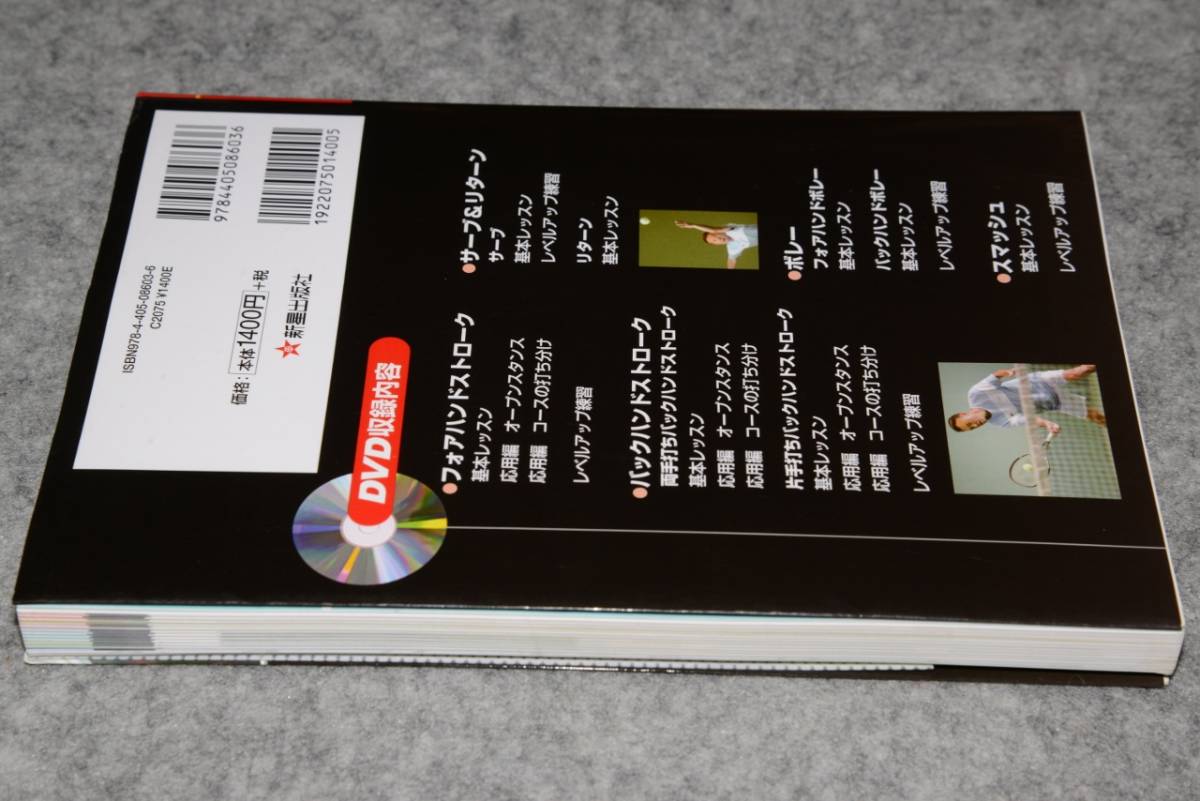 9784405086036
1922075014005
ISBN978-4-405-08603-6
C2075 ¥1400E
価格：本体1400円+税
新星出版社
DVD収録内容
●フォアハンドストローク
基本レッスン
応用編 オープンスタンス
応用編 コースの打ち分け
レベルアップ練習
●バックハンドストローク
両手打ちバックハンドストローク
基本レッスン
応用編 オープンスタンス
応用編 コースの打ち分け
片手打ちバックハンドストローク
基本レッスン
応用編 オープンスタンス
応用編 コースの打ち分け
レベルアップ練習
●サーブ&リターン
サーブ
基本レッスン
レベルアップ練習
リターン
基本レッスン
●ボレー
フォアハンドボレー
基本レッスン
バックハンドボレー
基本レッスン
レベルアップ練習
●スマッシュ
基本レッスン
レベルアップ練習